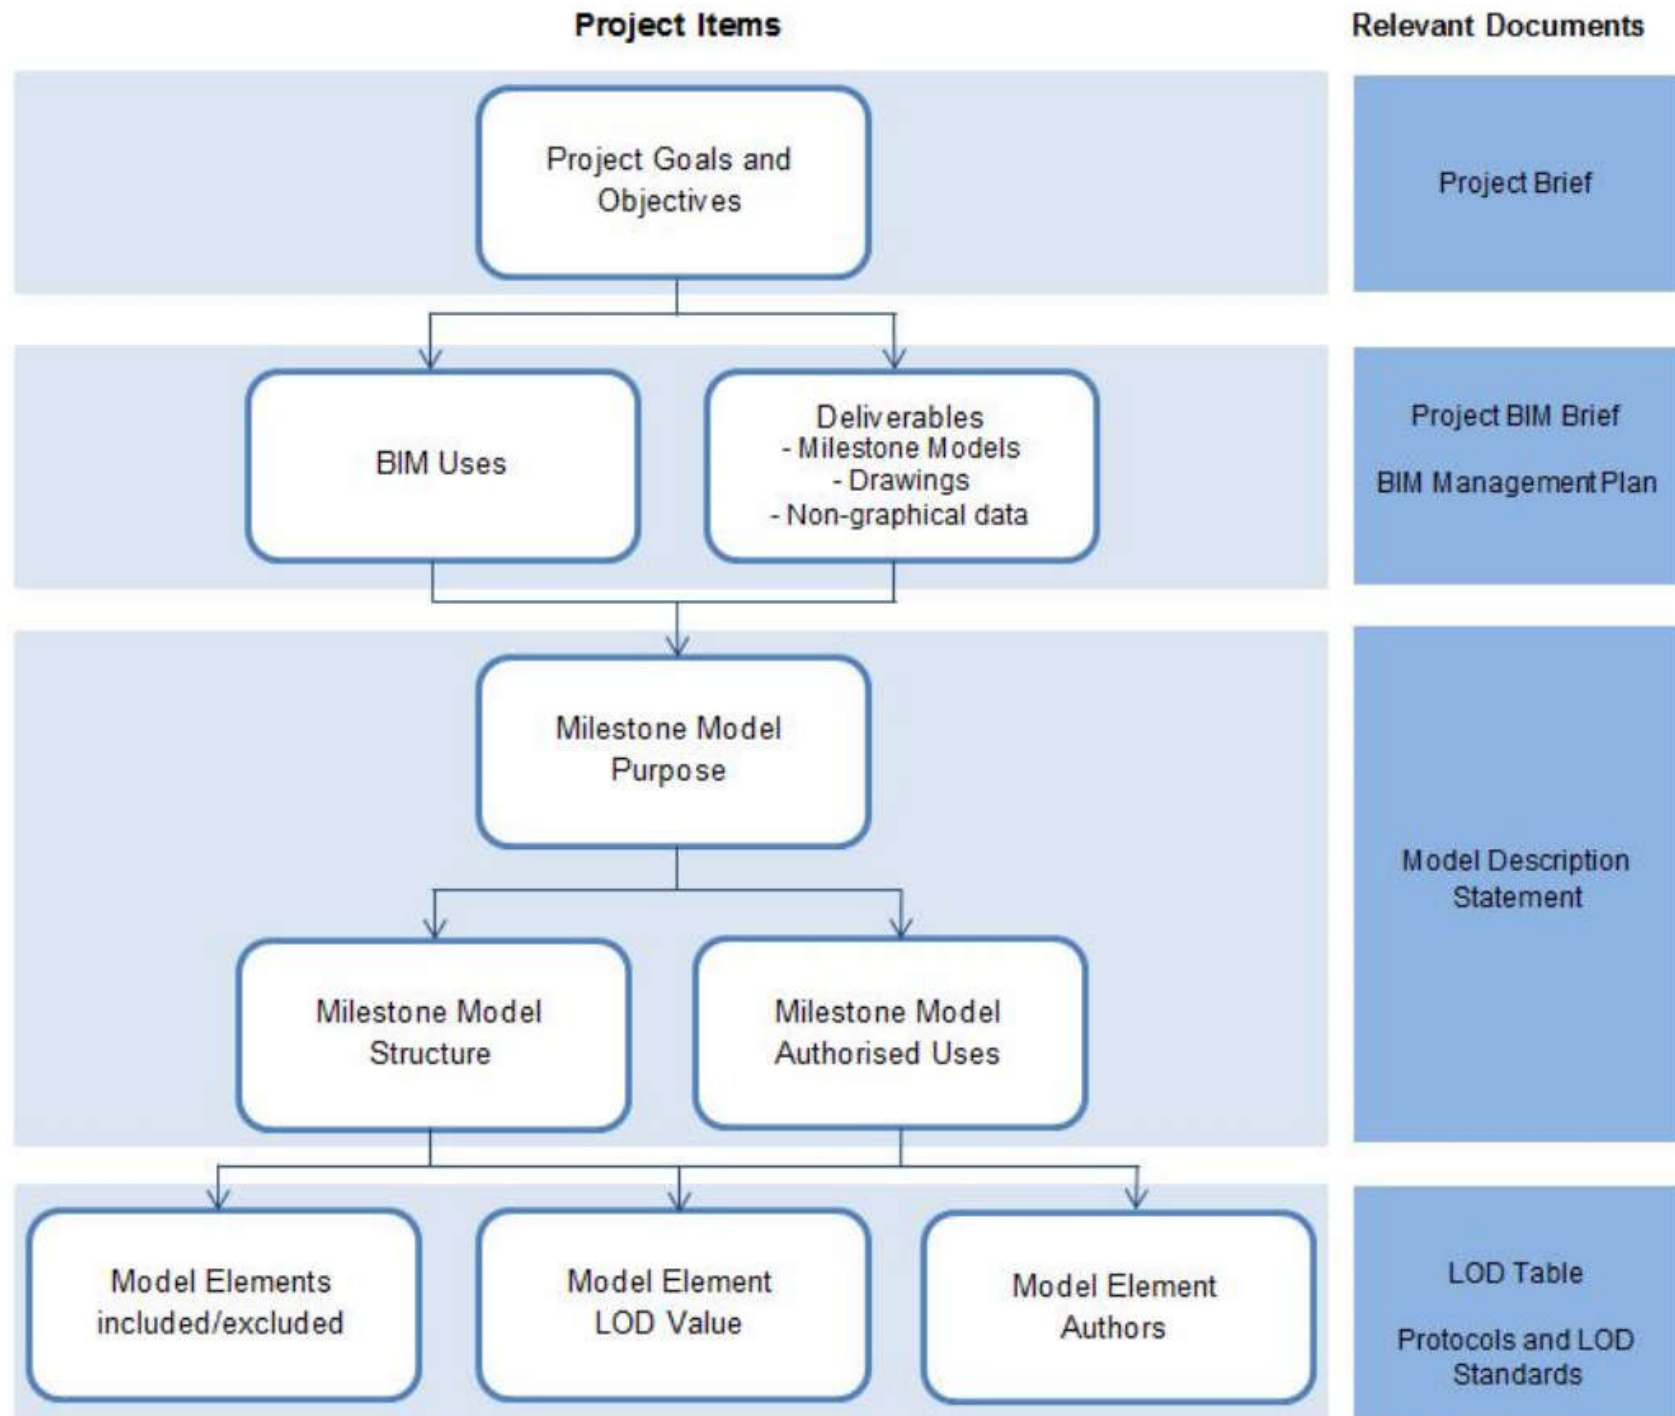 Project Items
Relevant Documents
Project Goals and
Objectives
Project Brief
BIM Uses
Deliverables
- Milestone Models
- Drawings
- Non-graphical data
Project BIM Brief
BIM Management Plan
Milestone Model
Purpose
Model Description
Statement
Milestone Model
Structure
Milestone Model
Authorised Uses
Model Elements
included/excluded
Model Element
LOD Value
Model Element
Authors
LOD Table
Protocols and LOD
Standards